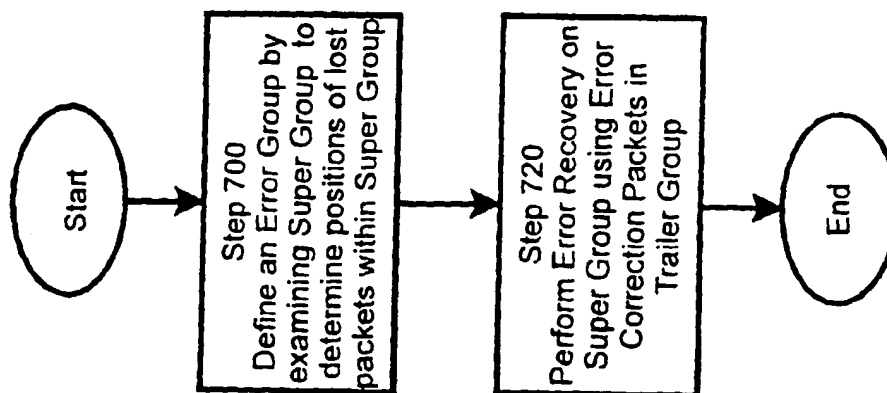 Start
Step 700
Define an Error Group by
examining Super Group to
determine positions of lost
packets within Super Group
Step 720
Perform Error Recovery on
Super Group using Error
Correction Packets in
Trailer Group
End